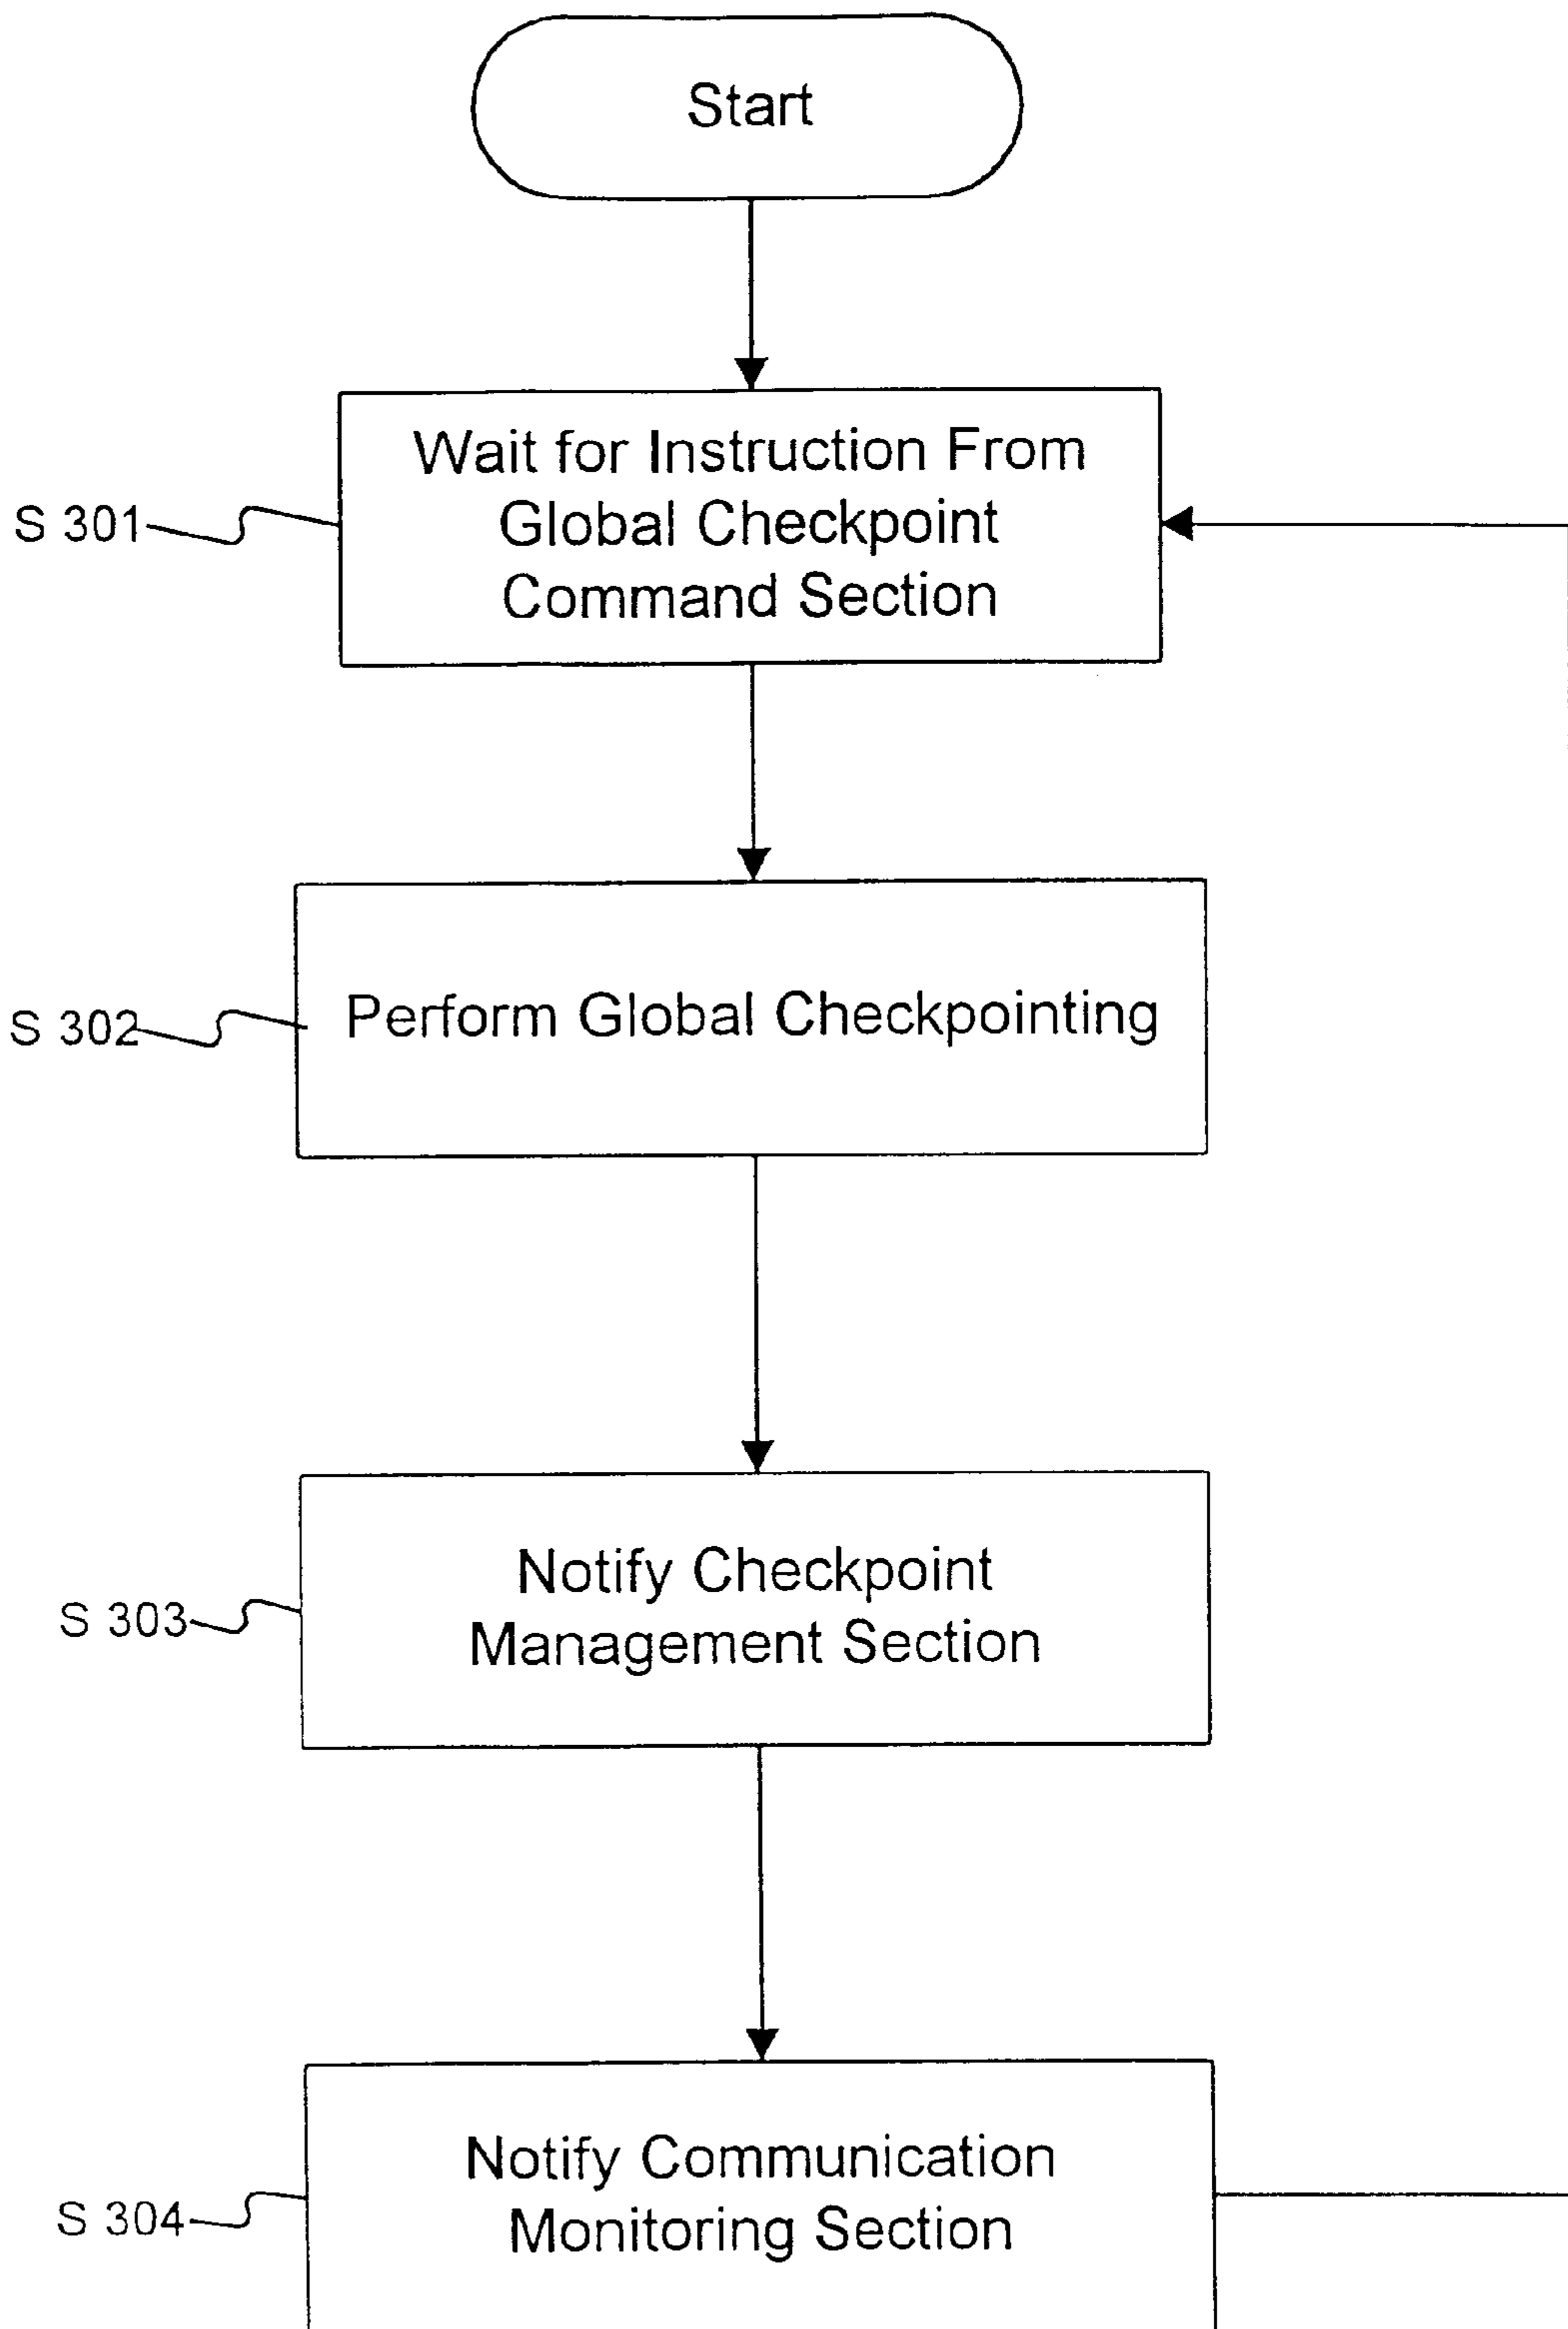 Start
Wait for Instruction From
Global Checkpoint
Command Section
S 301
Perform Global Checkpointing
S 302
Notify Checkpoint
Management Section
S 303
Notify Communication
Monitoring Section
S 304